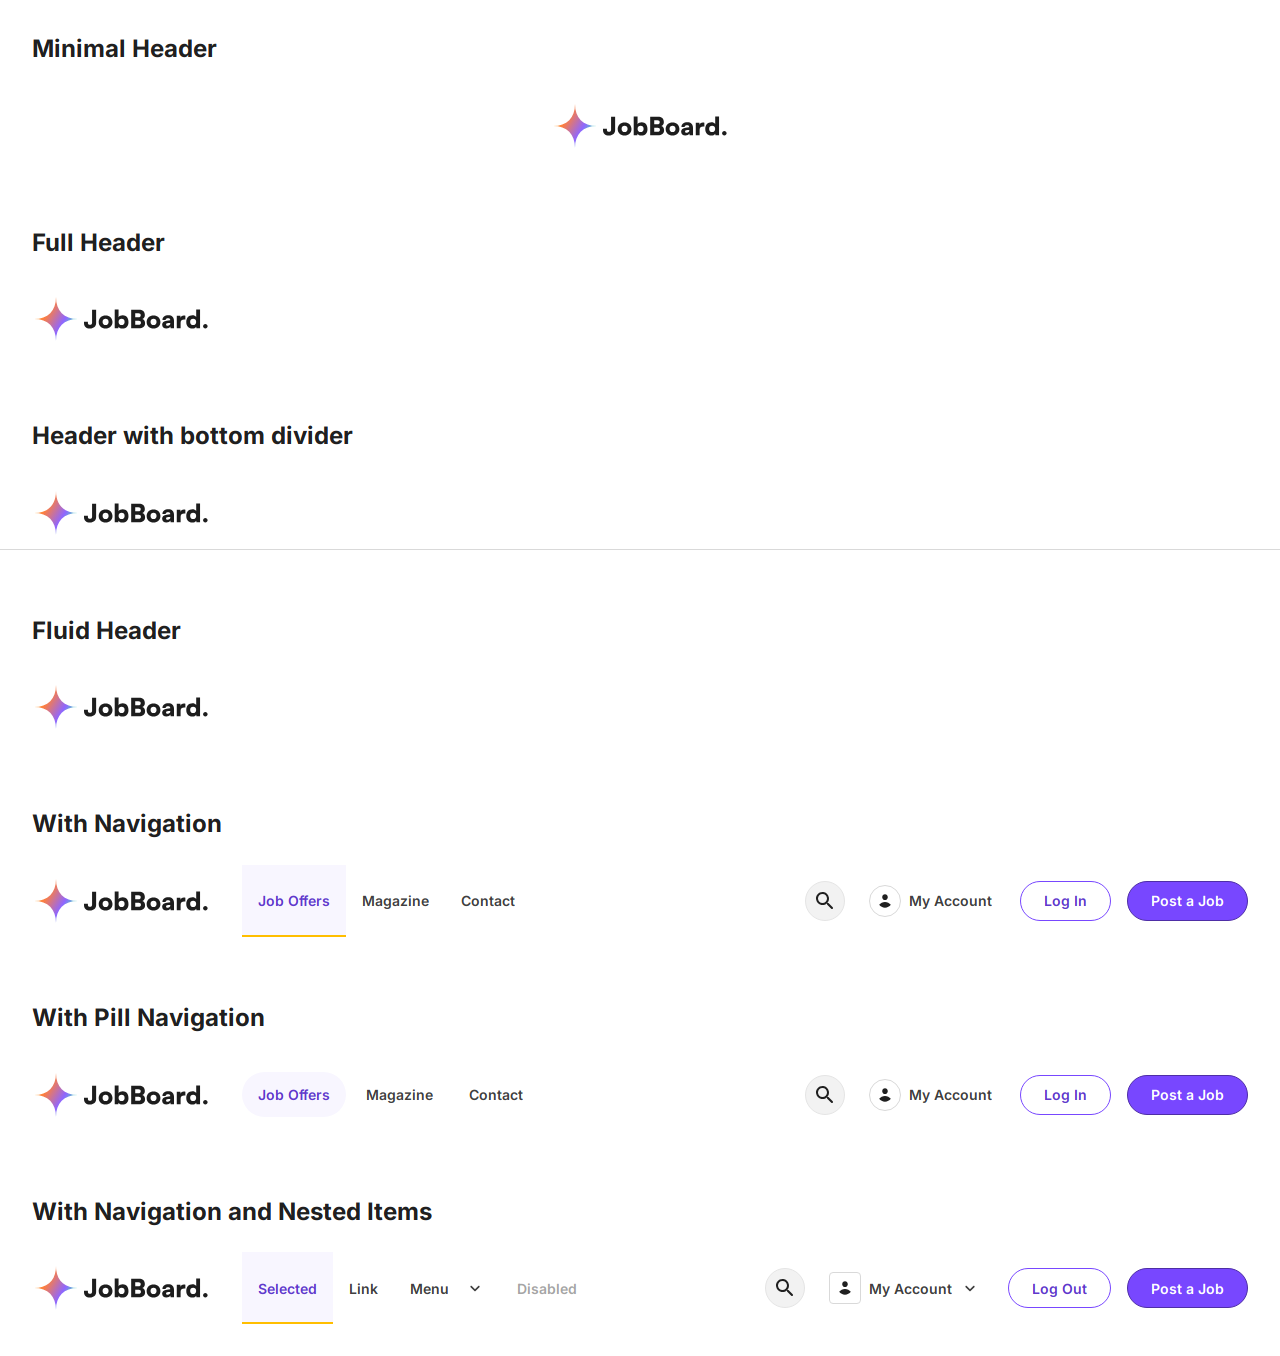 Minimal Header
JobBoard.
Full Header
JobBoard.
Header with bottom divider
JobBoard.
Fluid Header
JobBoard.
With Navigation
JobBoard. Job Offers Magazine Contact My Account Log In Post a Job
With Pill Navigation
JobBoard. Job Offers Magazine Contact My Account Log In Post a Job
With Navigation and Nested Items
JobBoard. Selected Link Menu Disabled My Account Log Out Post a Job